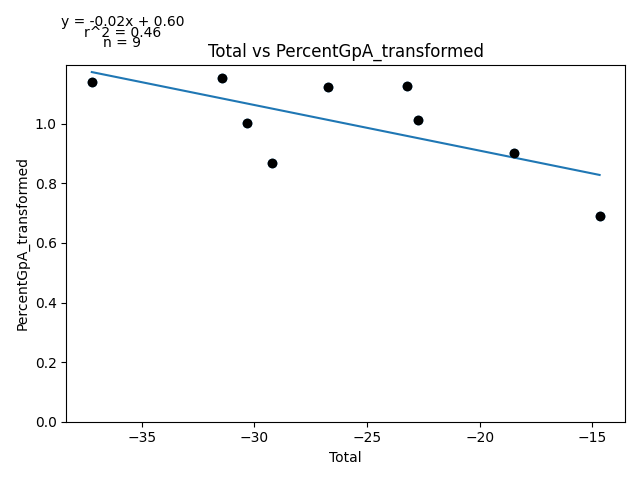 y = -0.02x + 0.60
r^2 = 0.46
n = 9
Total vs PercentGpA_transformed
PercentGpA_transformed
1.0
0.8
0.6
0.4
0.2
0.0
−35
−30
−25
−20
−15
Total